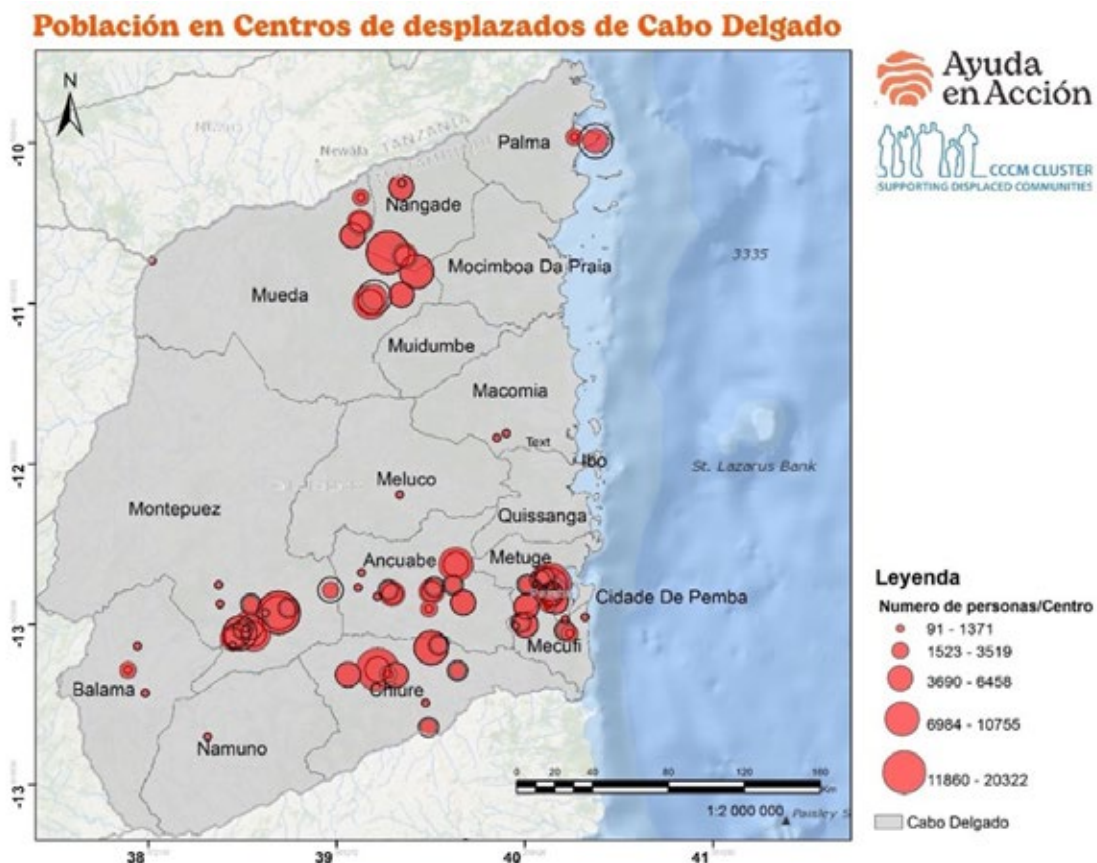 Población en Centros de desplazados de Cabo Delgado
Ayuda
en Acción
CCCM CLUSTER
SUPPORTING DISPLACED COMMUNITIES
N
TANZANIA
Newala
Palma
-10
Nangade
3335
Mocimboa Da Praia
Mueda
-11
Muidumbe
Macomia
Text
Ibo
-12
St. Lazarus Bank
Meluco
Montepuez
Quissanga
Ancuabe
Metuge
Cidade De Pemba
-13
Mecufi
Balama
Chiure
Namuno
-13
0 20 40 80 120 160
Km
1:2 000 000
Paisley S
38
39
40
41
Leyenda
Numero de personas/Centro
91 - 1371
1523 - 3519
3690 - 6458
6984 - 10755
11860 - 20322
Cabo Delgado